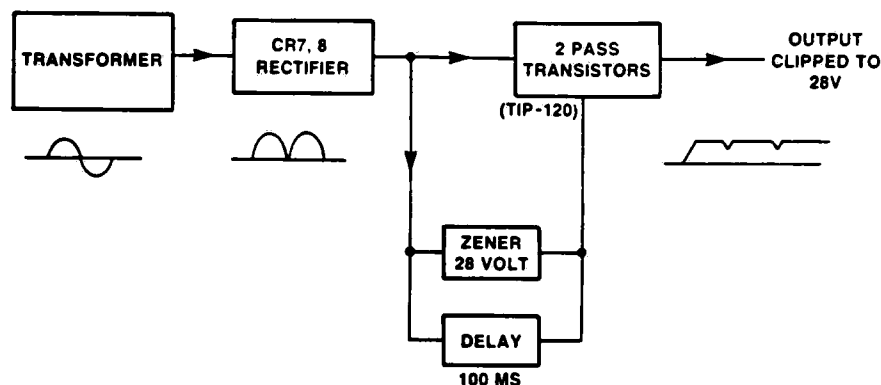 TRANSFORMER
CR7, 8
RECTIFIER
2 PASS
TRANSISTORS
(TIP-120)
OUTPUT
CLIPPED TO
28V
ZENER
28 VOLT
DELAY
100 MS